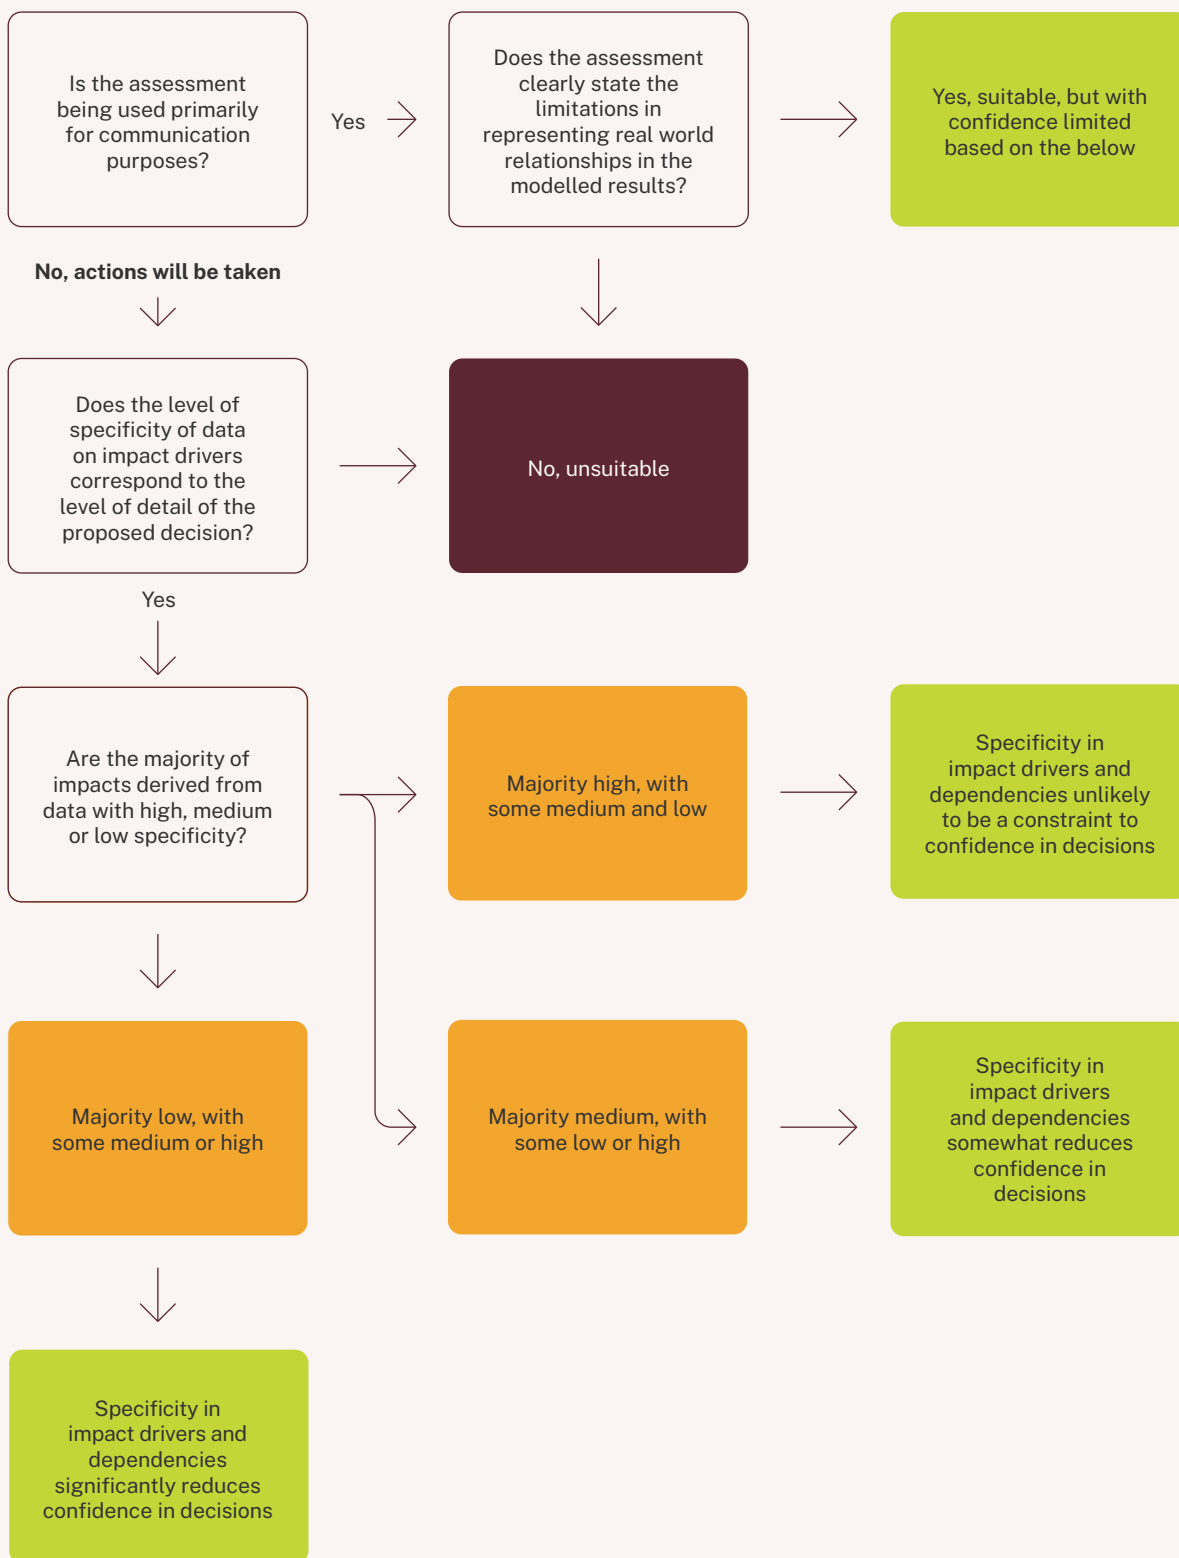 Is the assessment
being used primarily
for communication
purposes?
Yes
Does the assessment
clearly state the
limitations in
representing real world
relationships in the
modelled results?
Yes, suitable, but with
confidence limited
based on the below
No, actions will be taken
Does the level of
specificity of data
on impact drivers
correspond to the
level of detail of the
proposed decision?
No, unsuitable
Yes
Are the majority of
impacts derived from
data with high, medium
or low specificity?
Majority high, with
some medium and low
Specificity in
impact drivers and
dependencies unlikely
to be a constraint to
confidence in decisions
Majority low, with
some medium or high
Majority medium, with
some low or high
Specificity in
impact drivers
and dependencies
somewhat reduces
confidence in
decisions
Specificity in
impact drivers and
dependencies
significantly reduces
confidence in decisions